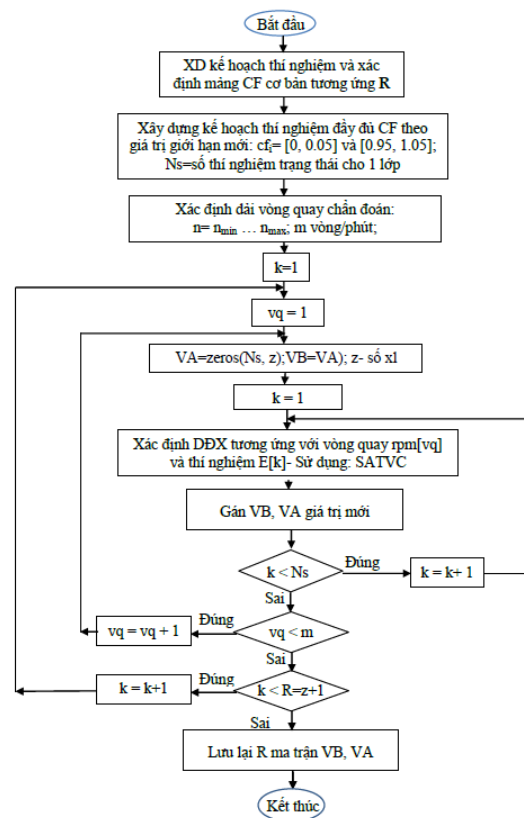 Bắt đầu
XD kế hoạch thí nghiệm và xác
định mảng CF cơ bản tương ứng R
Xây dựng kế hoạch thí nghiệm đầy đủ CF theo
giá trị giới hạn mới: cfᵢ= [0, 0.05] và [0.95, 1.05];
Ns=số thí nghiệm trạng thái cho 1 lớp
Xác định dải vòng quay chẩn đoán:
n= nmin … nmax; m vòng/phút;
k=1
vq = 1
VA=zeros(Ns, z);VB=VA); z- số xl
k = 1
Xác định DĐX tương ứng với vòng quay rpm[vq]
và thí nghiệm E[k]- Sử dụng: SATVC
Gán VB, VA giá trị mới
k < Ns
Đúng
k = k+ 1
Sai
vq = vq + 1
Đúng
vq < m
Sai
k = k+1
Đúng
k < R=z+1
Sai
Lưu lại R ma trận VB, VA
Kết thúc